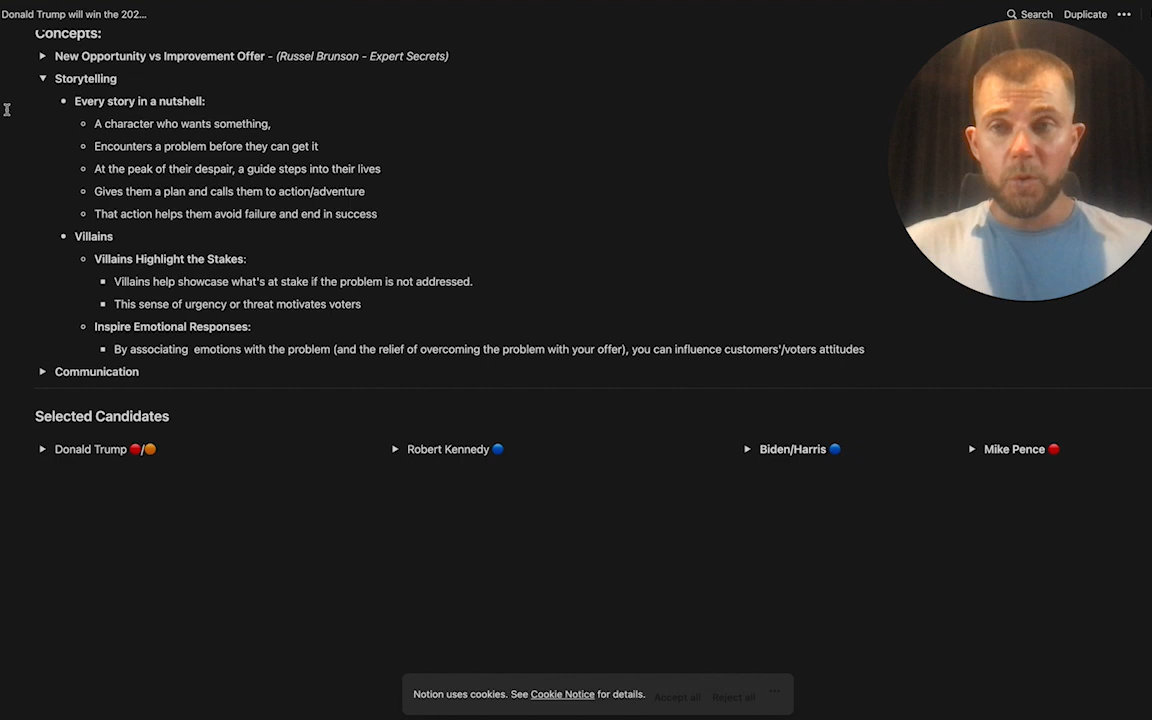 Donald Trump will win the 202...
Search Duplicate
Concepts:
New Opportunity vs Improvement Offer - (Russel Brunson - Expert Secrets)
Storytelling
Every story in a nutshell:
A character who wants something,
Encounters a problem before they can get it
At the peak of their despair, a guide steps into their lives
Gives them a plan and calls them to action/adventure
That action helps them avoid failure and end in success
Villains
Villains Highlight the Stakes:
Villains help showcase what's at stake if the problem is not addressed.
This sense of urgency or threat motivates voters
Inspire Emotional Responses:
By associating emotions with the problem (and the relief of overcoming the problem with your offer), you can influence customers'/voters attitudes
Communication
Selected Candidates
Donald Trump 🔴/🟠 Robert Kennedy 🔵 Biden/Harris 🔵 Mike Pence 🔴
Notion uses cookies. See Cookie Notice for details. Accept all Reject all